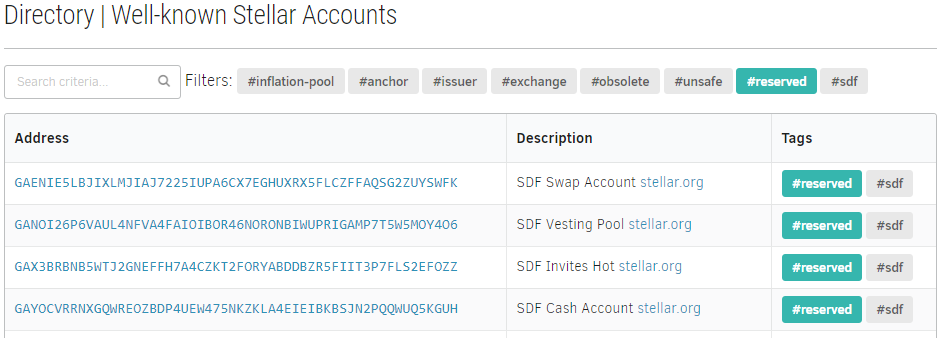 Directory | Well-known Stellar Accounts
Search criteria... Filters: #inflation-pool #anchor #issuer #exchange #obsolete #unsafe #reserved #sdf
Address Description Tags
GAENIE5LBJIXLMJIAJ7225IUPA6CX7EGHUXRX5FLCZFFAQSG2ZUYSWFK SDF Swap Account stellar.org #reserved #sdf
GANOI26P6VAUL4NFVA4FAIOIBOR46NORONBIWUPRIGAMP7T5W5MOY4O6 SDF Vesting Pool stellar.org #reserved #sdf
GAX3BRBNB5WTJ2GNEFFH7A4CZKT2FORYABDDBZR5FIIT3P7FLS2EFOZZ SDF Invites Hot stellar.org #reserved #sdf
GAYOCVRRNXGQWREOZBDP4UEW475NKZKLA4EIEIBKBSJN2PQQWUQ5KGUH SDF Cash Account stellar.org #reserved #sdf